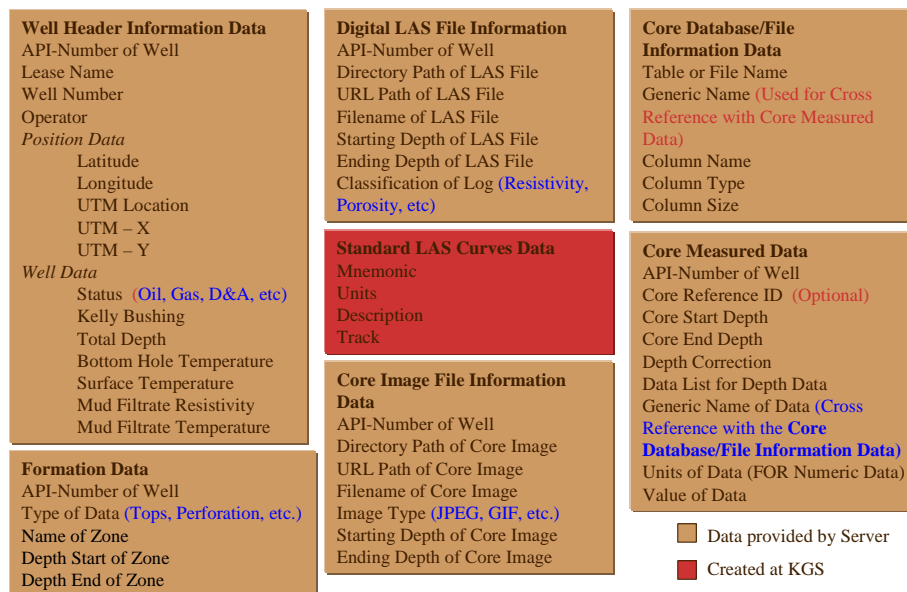 Well Header Information Data
API-Number of Well
Lease Name
Well Number
Operator
Position Data
Latitude
Longitude
UTM Location
UTM – X
UTM – Y
Well Data
Status (Oil, Gas, D&A, etc)
Kelly Bushing
Total Depth
Bottom Hole Temperature
Surface Temperature
Mud Filtrate Resistivity
Mud Filtrate Temperature
Formation Data
API-Number of Well
Type of Data (Tops, Perforation, etc.)
Name of Zone
Depth Start of Zone
Depth End of Zone
Digital LAS File Information
API-Number of Well
Directory Path of LAS File
URL Path of LAS File
Filename of LAS File
Starting Depth of LAS File
Ending Depth of LAS File
Classification of Log (Resistivity,
Porosity, etc)
Standard LAS Curves Data
Mnemonic
Units
Description
Track
Core Image File Information
Data
API-Number of Well
Directory Path of Core Image
URL Path of Core Image
Filename of Core Image
Image Type (JPEG, GIF, etc.)
Starting Depth of Core Image
Ending Depth of Core Image
Core Database/File
Information Data
Table or File Name
Generic Name (Used for Cross
Reference with Core Measured
Data)
Column Name
Column Type
Column Size
Core Measured Data
API-Number of Well
Core Reference ID (Optional)
Core Start Depth
Core End Depth
Depth Correction
Data List for Depth Data
Generic Name of Data (Cross
Reference with the Core
Database/File Information Data)
Units of Data (FOR Numeric Data)
Value of Data
Data provided by Server
Created at KGS